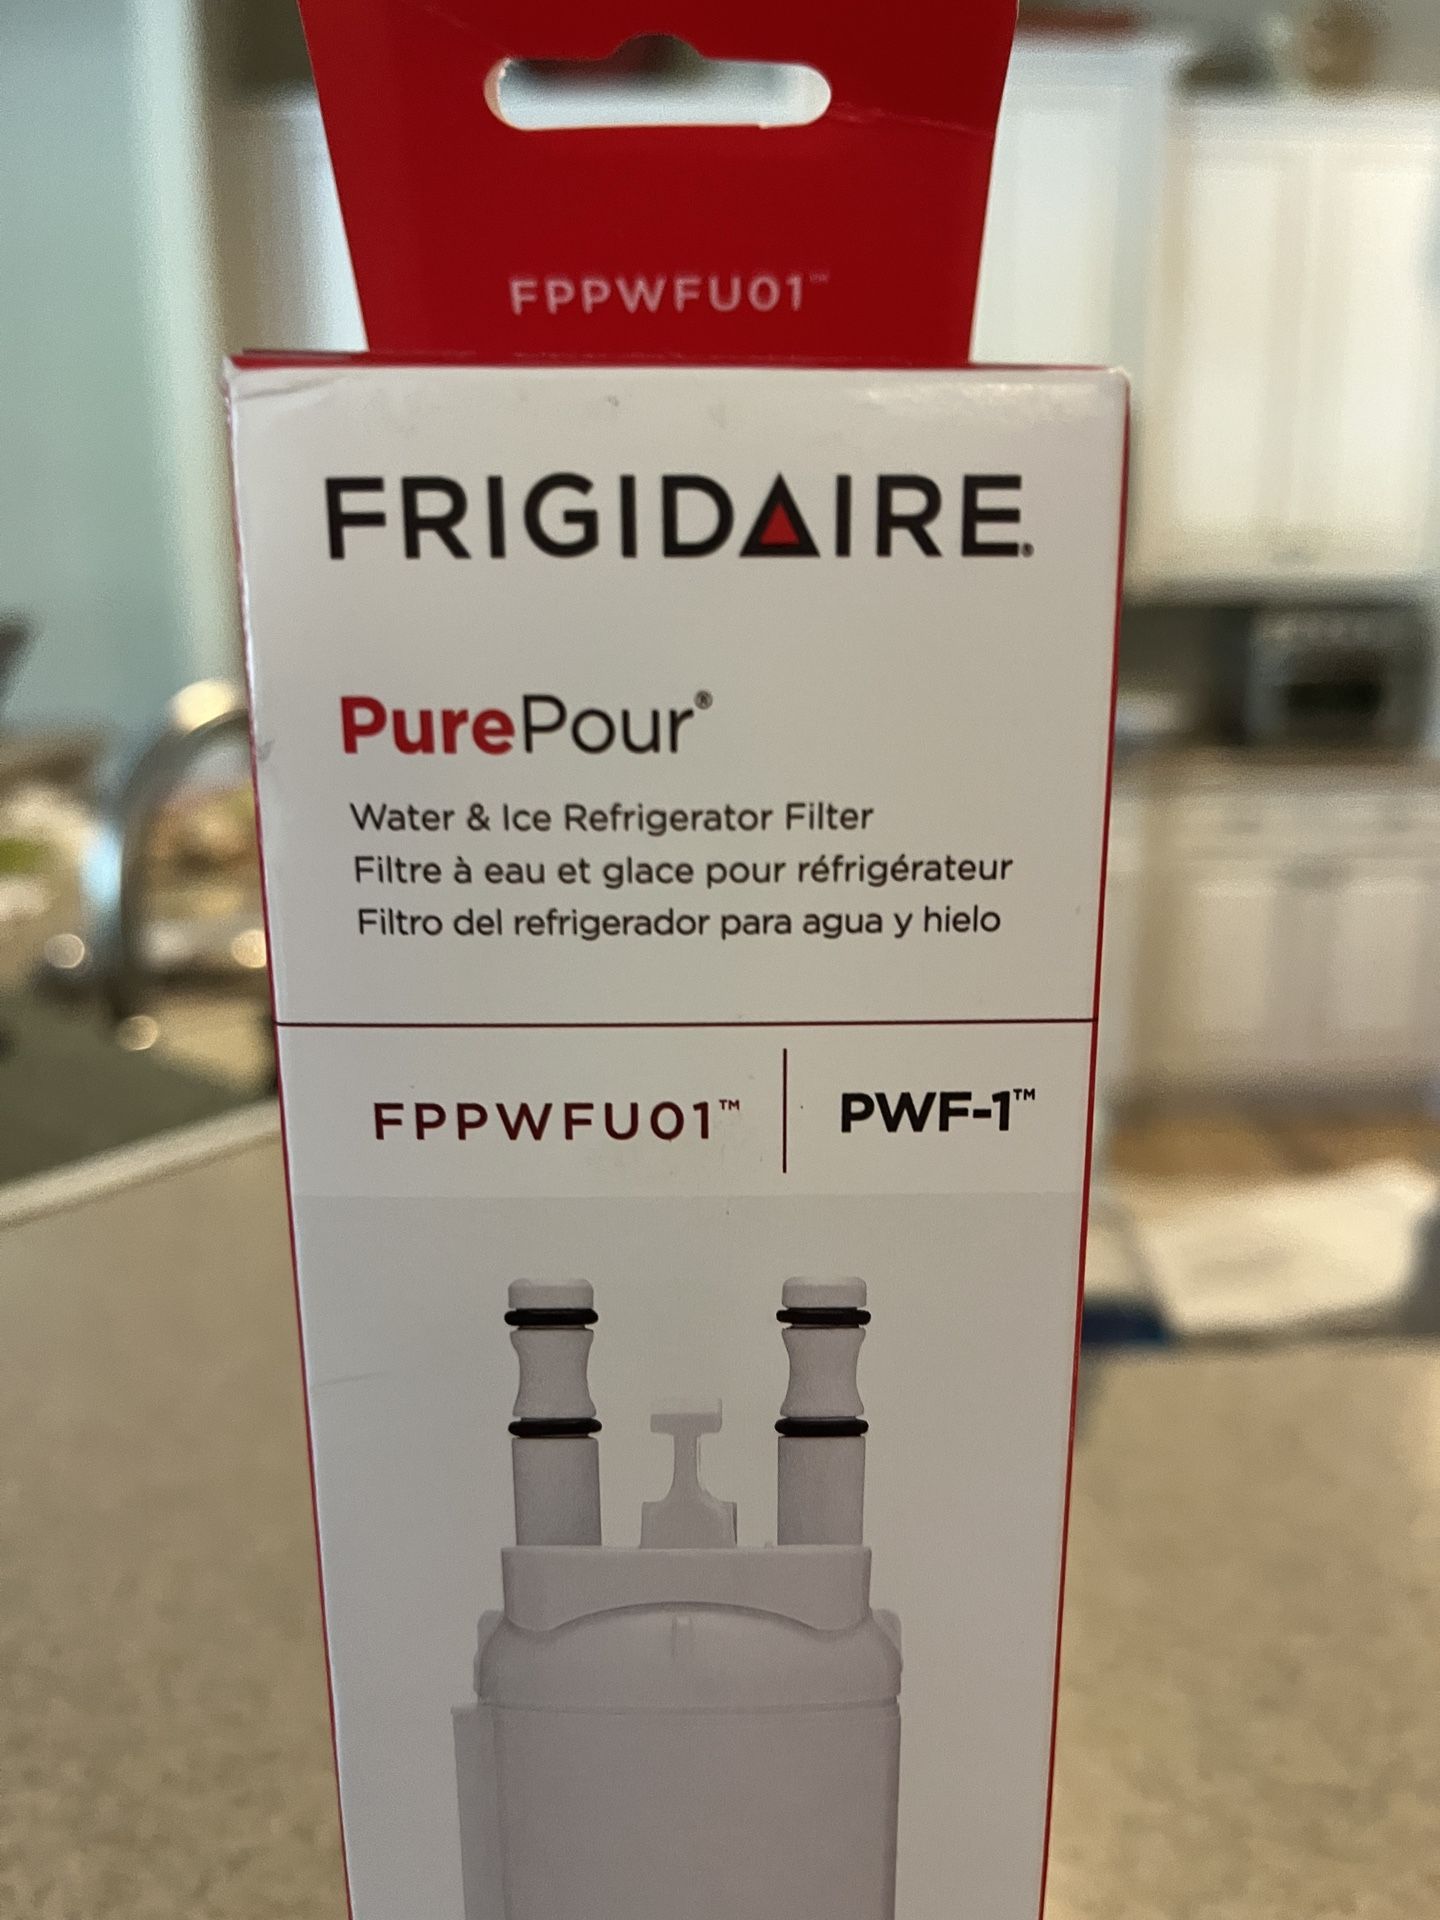 FPPWFU01™
FRIGIDAIRE®
PurePour®
Water & Ice Refrigerator Filter
Filtre à eau et glace pour réfrigérateur
Filtro del refrigerador para agua y hielo
FPPWFU01™ PWF-1™